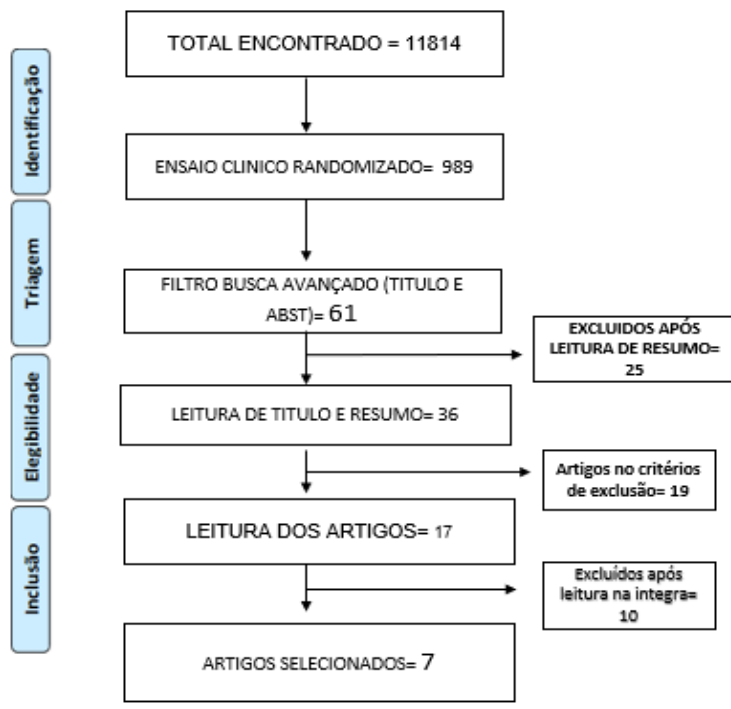 Identificação
TOTAL ENCONTRADO = 11814
ENSAIO CLINICO RANDOMIZADO= 989
Triagem
FILTRO BUSCA AVANÇADO (TITULO E
ABST)= 61
EXCLUIDOS APÓS
LEITURA DE RESUMO=
25
Elegibilidade
LEITURA DE TITULO E RESUMO= 36
Artigos no critérios
de exclusão= 19
Inclusão
LEITURA DOS ARTIGOS= 17
Excluídos após
leitura na integra=
10
ARTIGOS SELECIONADOS= 7